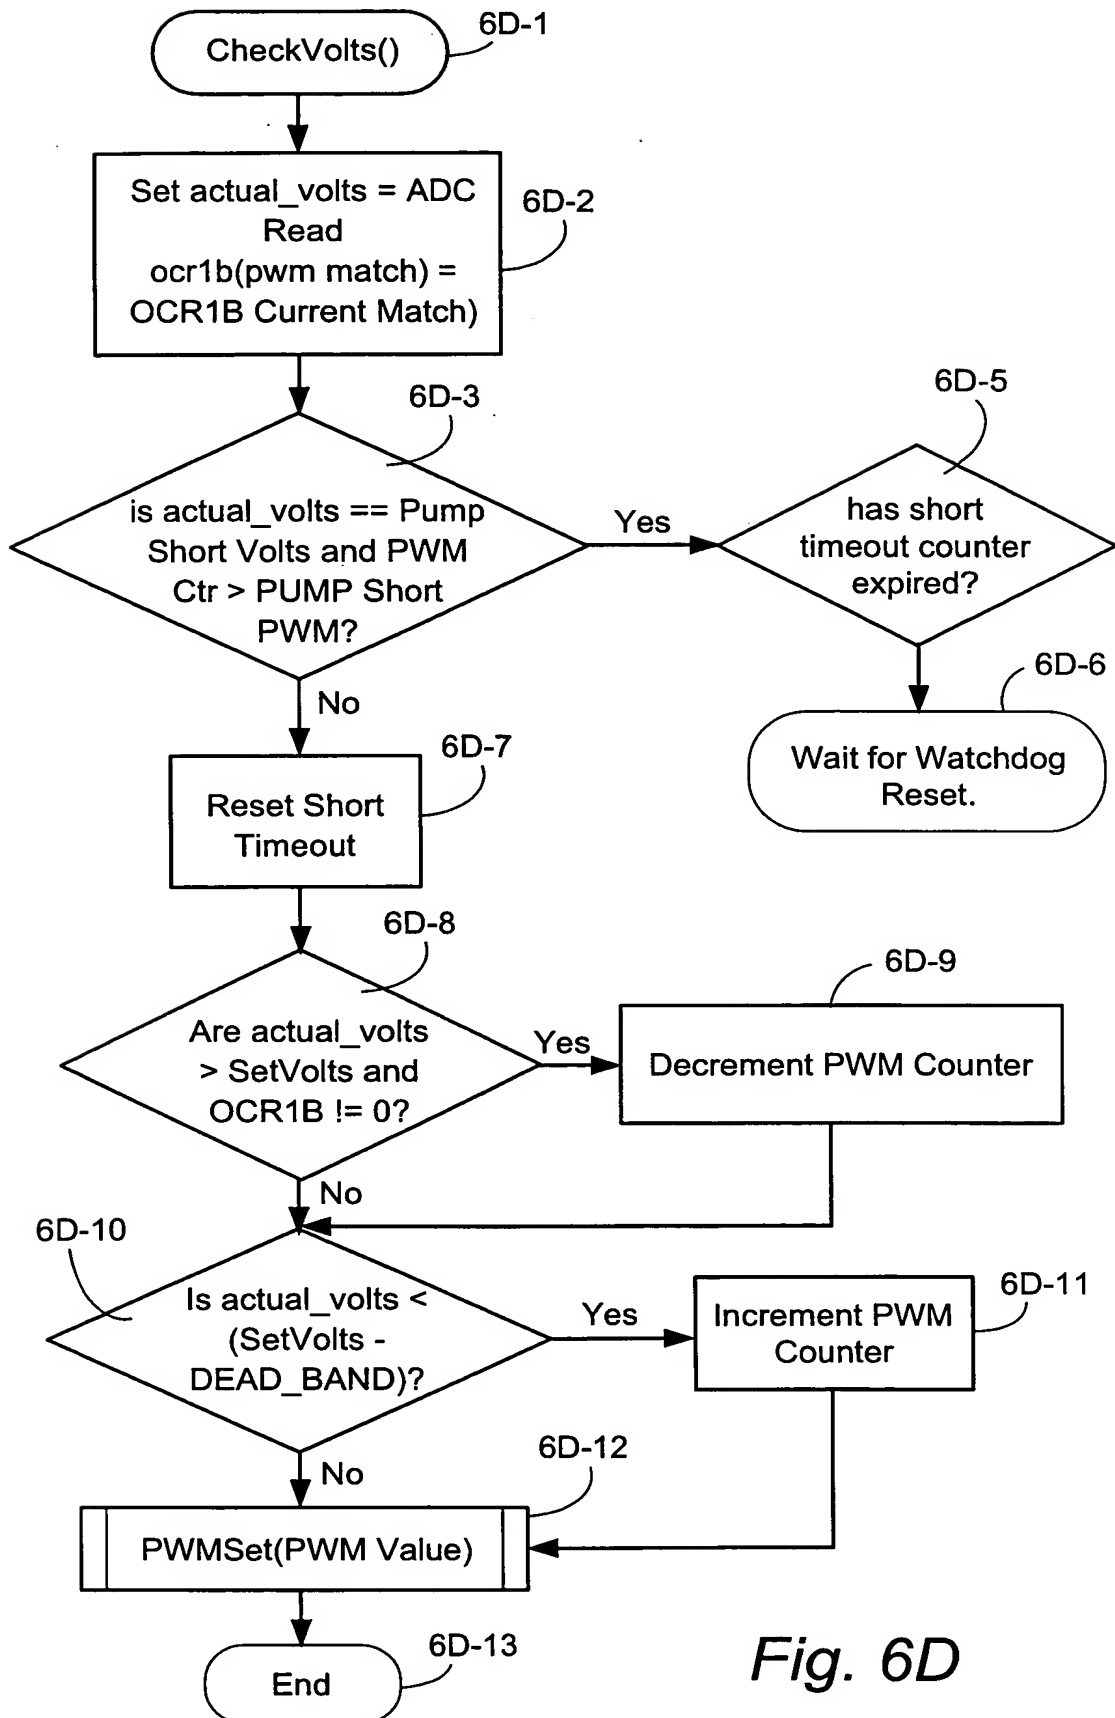 CheckVolts()
6D-1
Set actual_volts = ADC
Read
ocr1b(pwm match) =
OCR1B Current Match)
6D-2
6D-3
is actual_volts == Pump
Short Volts and PWM
Ctr > PUMP Short
PWM?
Yes
6D-5
has short
timeout counter
expired?
6D-6
Wait for Watchdog
Reset.
No
6D-7
Reset Short
Timeout
6D-8
Are actual_volts
> SetVolts and
OCR1B != 0?
Yes
6D-9
Decrement PWM Counter
No
6D-10
Is actual_volts <
(SetVolts -
DEAD_BAND)?
Yes
6D-11
Increment PWM
Counter
No
6D-12
PWMSet(PWM Value)
6D-13
End
Fig. 6D